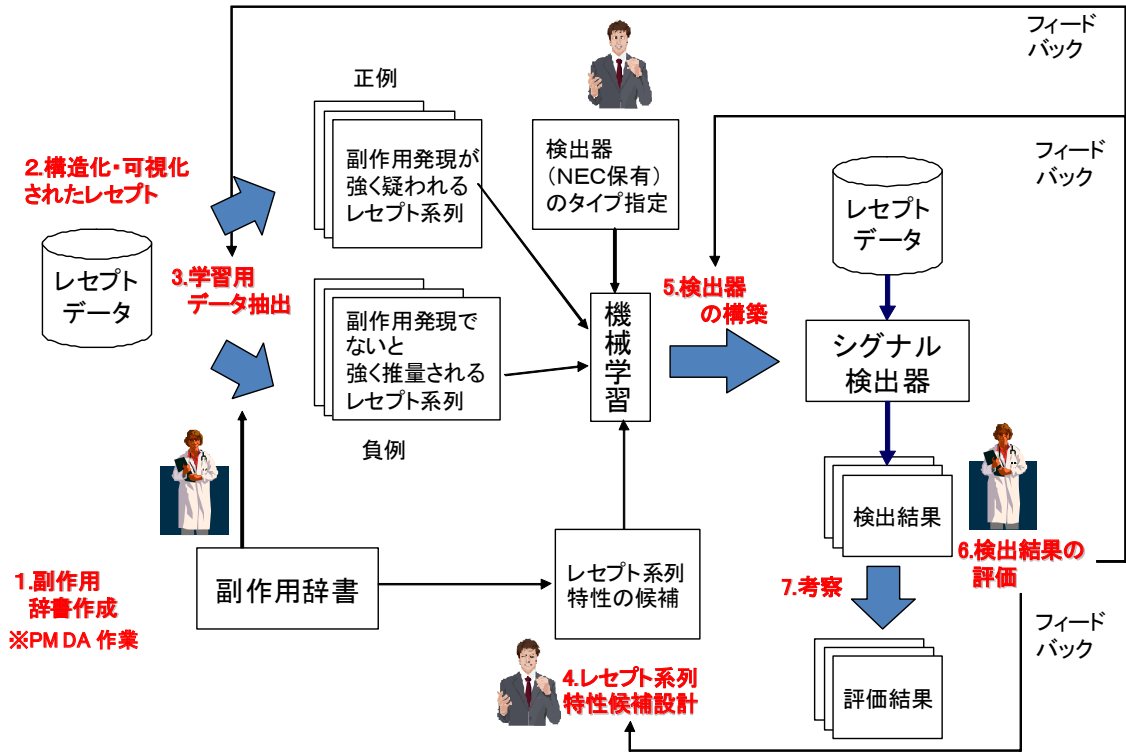 フィード
バック
正例
副作用発現が
強く疑われる
レセプト系列
検出器
（NEC保有）
のタイプ指定
フィード
バック
2.構造化・可視化
されたレセプト
レセプト
データ
レセプト
データ
3.学習用
データ抽出
5.検出器
の構築
機械学習
副作用発現で
ないと
強く推量される
レセプト系列
シグナル
検出器
負例
検出結果
6.検出結果の
評価
1.副作用
辞書作成
※PMDA 作業
副作用辞書
レセプト系列
特性の候補
7.考察
フィード
バック
4.レセプト系列
特性候補設計
評価結果